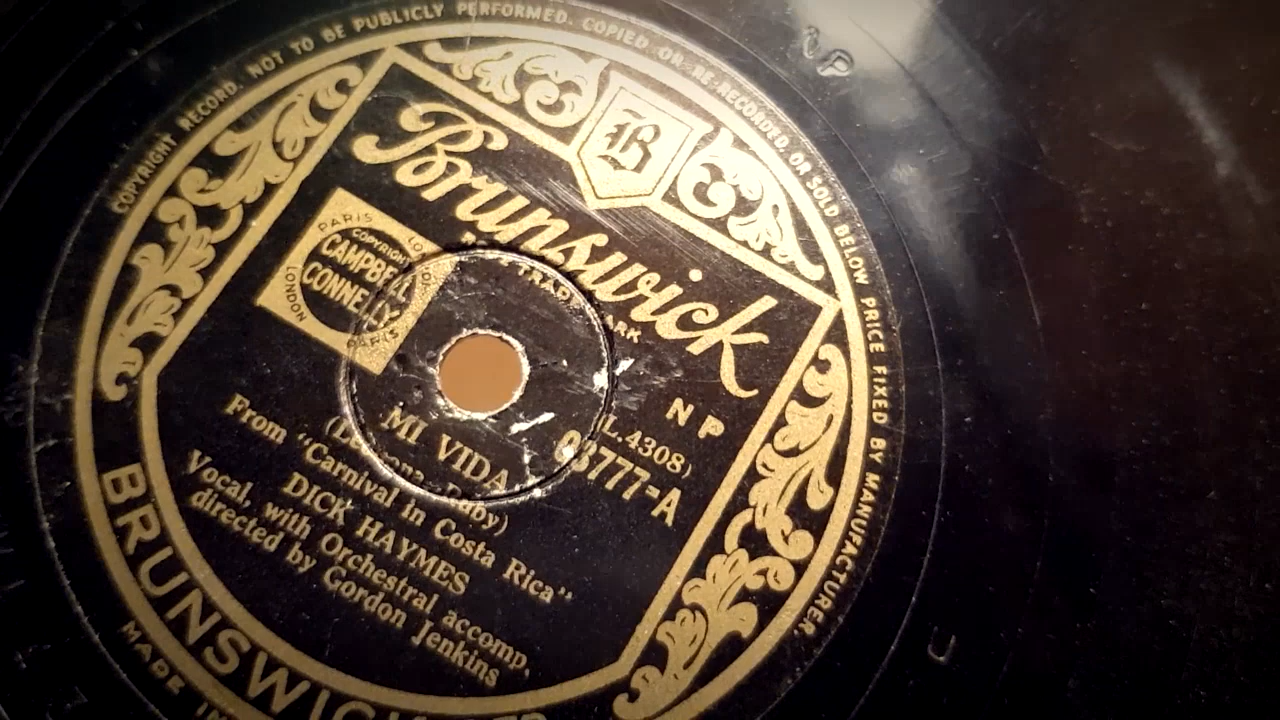 COPYRIGHT RECORD. NOT TO BE PUBLICLY PERFORMED. COPIED OR RE-RECORDED, OR SOLD BELOW PRICE FIXED BY MANUFACTURER.
B
Brunswick
TRADE MARK
PARIS
COPYRIGHT
CAMPBELL
CONNELLY
LONDON
PARIS
N P
(L.4308)
03777-A
MI VIDA
From "Carnival in Costa Rica"
DICK HAYMES
Vocal, with Orchestral accomp.
directed by Gordon Jenkins
BRUNSWICK
MADE IN